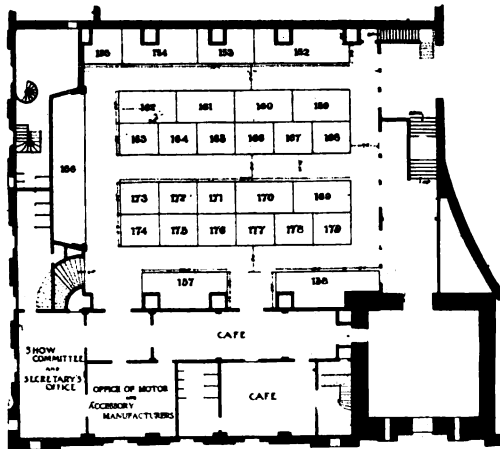 155 154 153 152
162 161 160 159
163 164 165 166 167 168
156
173 172 171 170 169
174 175 176 177 178 179
157 158
CAFE
SHOW
COMMITTEE
AND
SECRETARY'S
OFFICE
OFFICE OF MOTOR
AND
ACCESSORY
MANUFACTURERS
CAFE